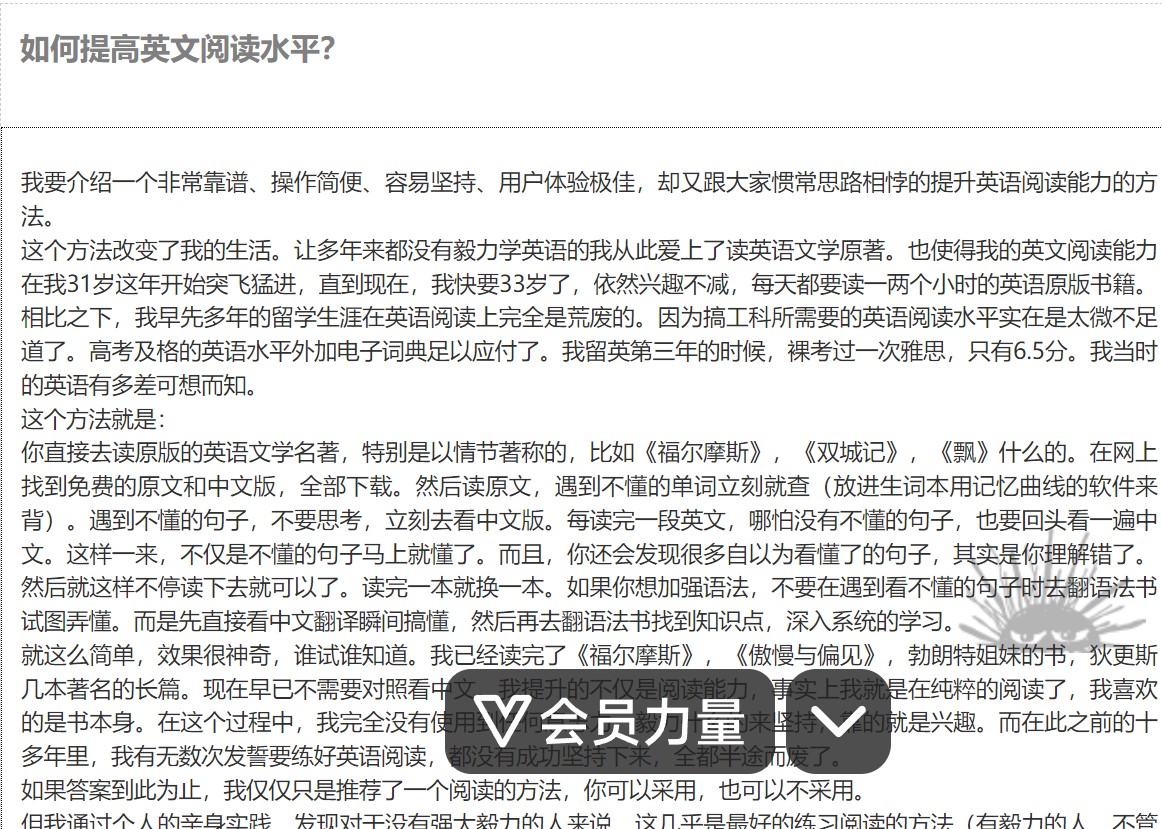 如何提高英文阅读水平？
我要介绍一个非常靠谱、操作简便、容易坚持、用户体验极佳，却又跟大家惯常思路相悖的提升英语阅读能力的方
法。
这个方法改变了我的生活。让多年来都没有毅力学英语的我从此爱上了读英语文学原著。也使得我的英文阅读能力
在我31岁这年开始突飞猛进，直到现在，我快要33岁了，依然兴趣不减，每天都要读一两个小时的英语原版书籍。
相比之下，我早先多年的留学生涯在英语阅读上完全是荒废的。因为搞工科所需要的英语阅读水平实在是太微不足
道了。高考及格的英语水平外加电子词典足以应付了。我留英第三年的时候，裸考过一次雅思，只有6.5分。我当时
的英语有多差可想而知。
这个方法就是：
你直接去读原版的英语文学名著，特别是以情节著称的，比如《福尔摩斯》，《双城记》，《飘》什么的。在网上
找到免费的原文和中文版，全部下载。然后读原文，遇到不懂的单词立刻就查（放进生词本用记忆曲线的软件来
背）。遇到不懂的句子，不要思考，立刻去看中文版。每读完一段英文，哪怕没有不懂的句子，也要回头看一遍中
文。这样一来，不仅是不懂的句子马上就懂了。而且，你还会发现很多自以为看懂了的句子，其实是你理解错了。
然后就这样不停读下去就可以了。读完一本就换一本。如果你想加强语法，不要在遇到看不懂的句子时去翻语法书
试图弄懂。而是先直接看中文翻译瞬间搞懂，然后再去翻语法书找到知识点，深入系统的学习。
就这么简单，效果很神奇，谁试谁知道。我已经读完了《福尔摩斯》，《傲慢与偏见》，勃朗特姐妹的书，狄更斯
几本著名的长篇。现在早已不需要对照看中文，我提升的不仅是阅读能力，事实上我就是在纯粹的阅读了，我喜欢
的是书本身。在这个过程中，我完全没有使用到任何 来坚持，靠的就是兴趣。而在此之前的十
会员力量
多年里，我有无数次发誓要练好英语阅读，都没有成功坚持下来，全都半途而废了。
如果答案到此为止，我仅仅只是推荐了一个阅读的方法，你可以采用，也可以不采用。
但我通过个人的亲身实践，发现对于没有强大毅力的人来说，这几乎是最好的练习阅读的方法（有毅力的人，不管